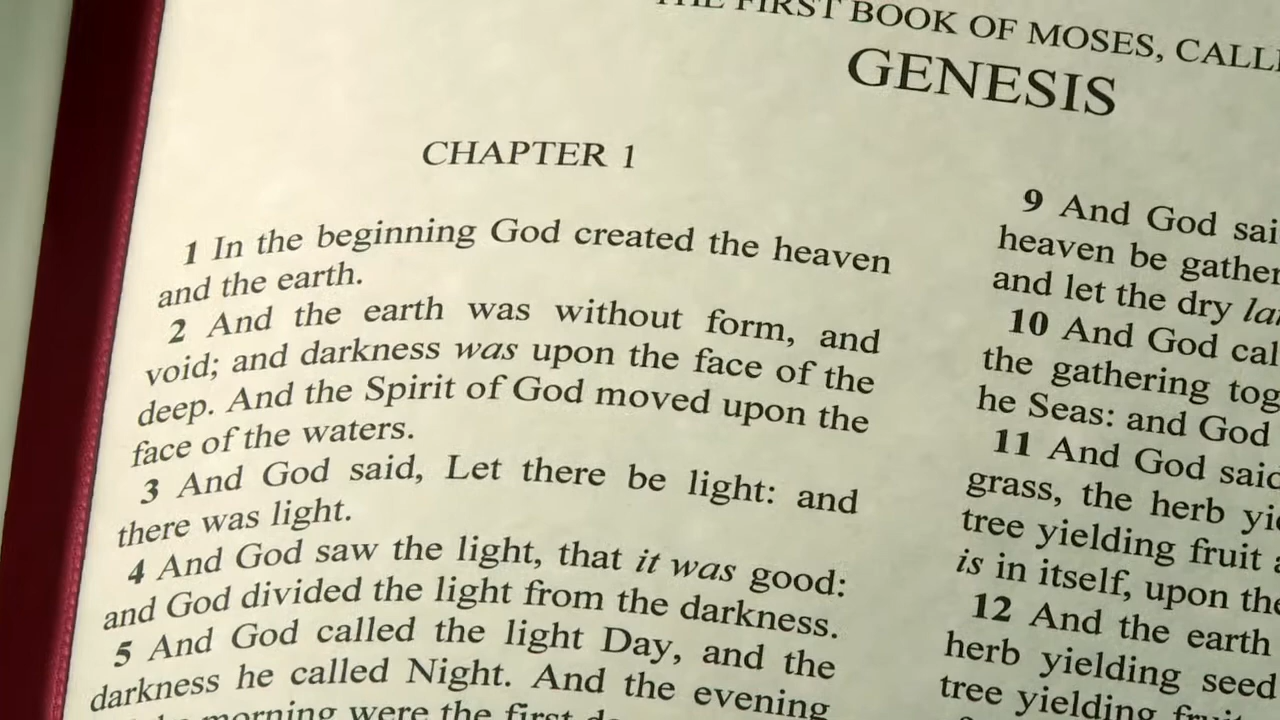 THE FIRST BOOK OF MOSES, CALL
GENESIS
CHAPTER 1
1 In the beginning God created the heaven
and the earth.
2 And the earth was without form, and
void; and darkness was upon the face of the
deep. And the Spirit of God moved upon the
face of the waters.
3 And God said, Let there be light: and
there was light.
4 And God saw the light, that it was good:
and God divided the light from the darkness.
5 And God called the light Day, and the
darkness he called Night. And the evening
morning were the first
9 And God sai
heaven be gather
and let the dry la
10 And God cal
the gathering tog
he Seas: and God
11 And God said
grass, the herb yi
tree yielding fruit
is in itself, upon the
12 And the earth
herb yielding seed
tree yielding